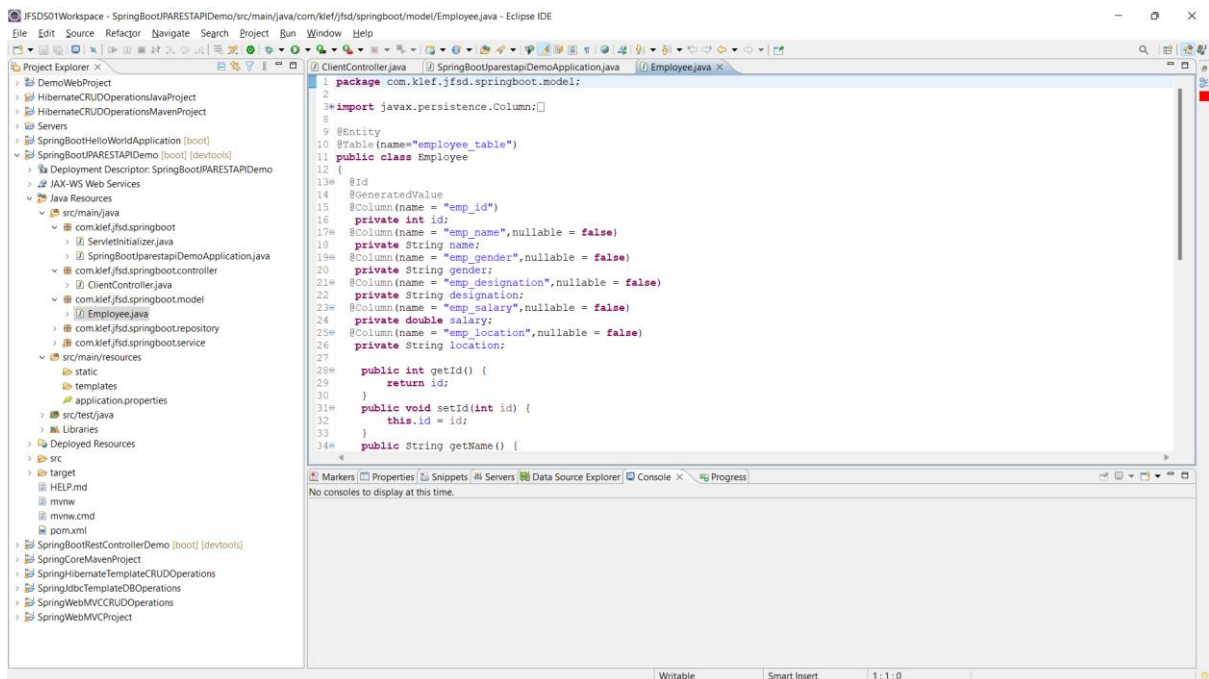 JFSDS01Workspace - SpringBootJPARESTAPIDemo/src/main/java/com/klef/jfsd/springboot/model/Employee.java - Eclipse IDE
File Edit Source Refactor Navigate Search Project Run Window Help
Project Explorer
DemoWebProject
HibernateCRUDOperationsJavaProject
HibernateCRUDOperationsMavenProject
Servers
SpringBootHelloWorldApplication [boot]
SpringBootJPARESTAPIDemo [boot] [devtools]
Deployment Descriptor: SpringBootJPARESTAPIDemo
JAX-WS Web Services
Java Resources
src/main/java
com.klef.jfsd.springboot
ServletInitializer.java
SpringBootJparestapiDemoApplication.java
com.klef.jfsd.springboot.controller
ClientController.java
com.klef.jfsd.springboot.model
Employee.java
com.klef.jfsd.springboot.repository
com.klef.jfsd.springboot.service
src/main/resources
static
templates
application.properties
src/test/java
Libraries
Deployed Resources
src
target
HELP.md
mvnw
mvnw.cmd
pom.xml
SpringBootRestControllerDemo [boot] [devtools]
SpringCoreMavenProject
SpringHibernateTemplateCRUDOperations
SpringJdbcTemplateDBOperations
SpringWebMVCCRUDOperations
SpringWebMVCProject
ClientController.java SpringBootJparestapiDemoApplication.java Employee.java
1 package com.klef.jfsd.springboot.model;
2
3 import javax.persistence.Column;
8
9 @Entity
10 @Table(name="employee_table")
11 public class Employee
12 {
13 @Id
14 @GeneratedValue
15 @Column(name = "emp_id")
16 private int id;
17 @Column(name = "emp_name",nullable = false)
18 private String name;
19 @Column(name = "emp_gender",nullable = false)
20 private String gender;
21 @Column(name = "emp_designation",nullable = false)
22 private String designation;
23 @Column(name = "emp_salary",nullable = false)
24 private double salary;
25 @Column(name = "emp_location",nullable = false)
26 private String location;
27
28 public int getId() {
29 return id;
30 }
31 public void setId(int id) {
32 this.id = id;
33 }
34 public String getName() {
Markers Properties Snippets Servers Data Source Explorer Console Progress
No consoles to display at this time.
Writable Smart Insert 1 : 1 : 0